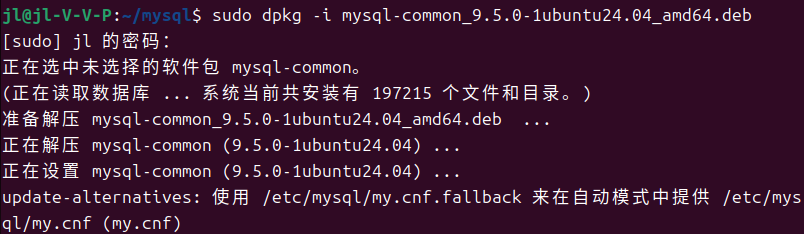 jl@jl-V-V-P:~/mysql$ sudo dpkg -i mysql-common_9.5.0-1ubuntu24.04_amd64.deb
[sudo] jl 的密码：
正在选中未选择的软件包 mysql-common。
(正在读取数据库 ... 系统当前共安装有 197215 个文件和目录。)
准备解压 mysql-common_9.5.0-1ubuntu24.04_amd64.deb  ...
正在解压 mysql-common (9.5.0-1ubuntu24.04) ...
正在设置 mysql-common (9.5.0-1ubuntu24.04) ...
update-alternatives: 使用 /etc/mysql/my.cnf.fallback 来在自动模式中提供 /etc/mys
ql/my.cnf (my.cnf)